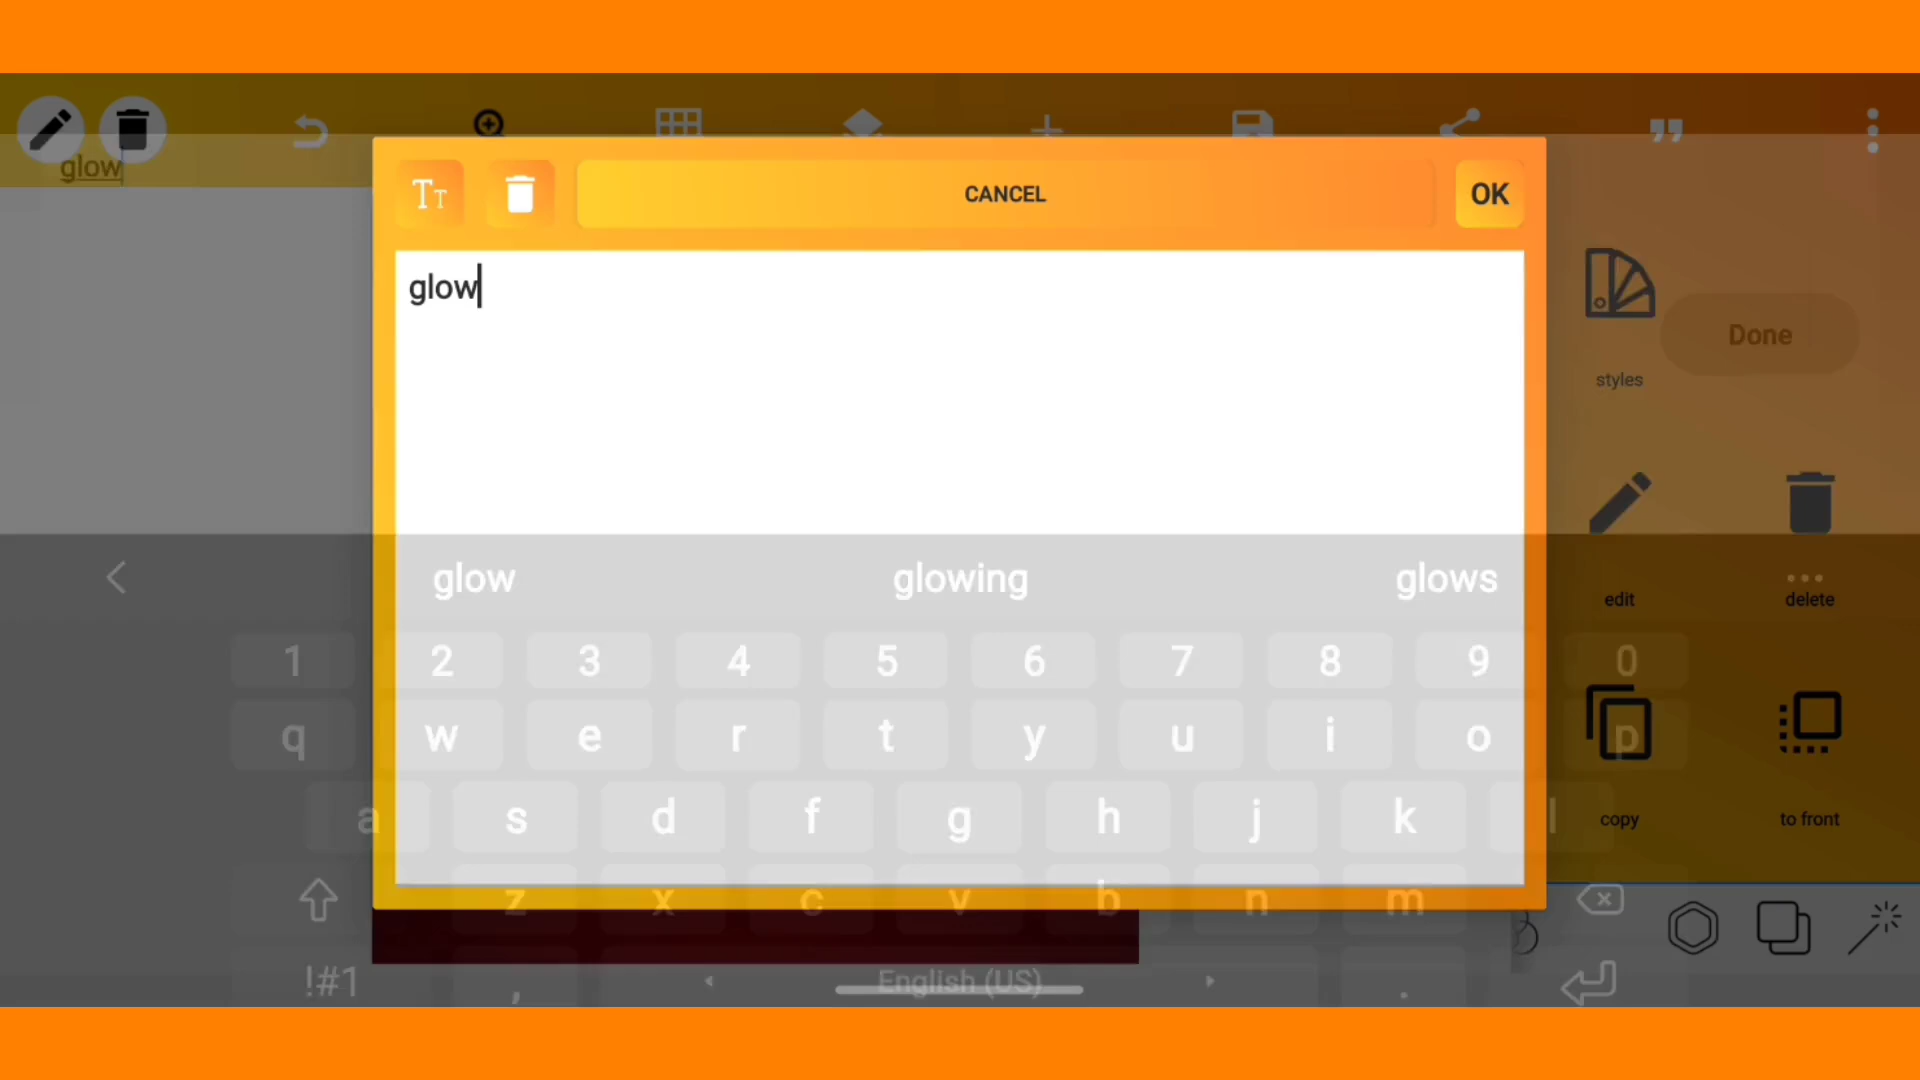 glow
TT CANCEL OK
glow
Done
styles
glow glowing glows
edit delete
1 2 3 4 5 6 7 8 9 0
q w e r t y u i o p
a s d f g h j k l
copy to front
z x c v b n m
!#1 , English (US) .